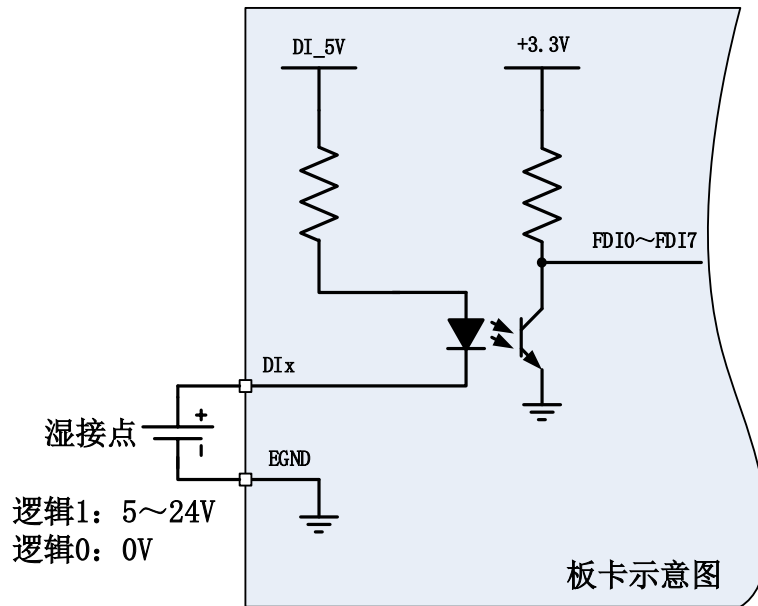 DI_5V
+3.3V
FDI0～FDI7
DIx
+
湿接点
EGND
逻辑1：5～24V
逻辑0：0V
板卡示意图